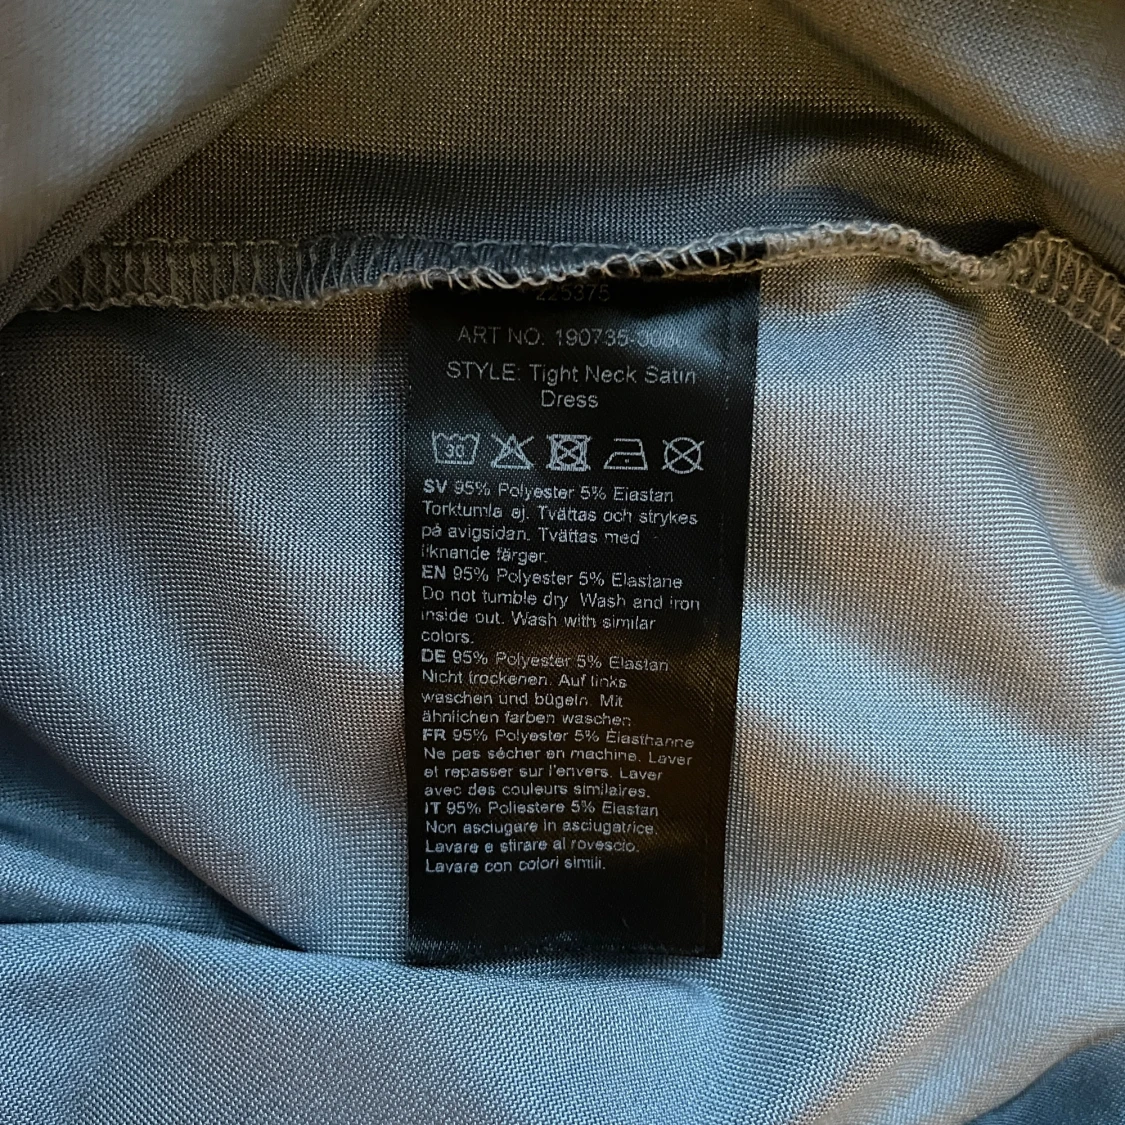 225375
ART NO. 190735-
STYLE: Tight Neck Satin
Dress
30
SV 95% Polyester 5% Elastan
Torktumla ej. Tvättas och strykes
på avigsidan. Tvättas med
liknande färger.
EN 95% Polyester 5% Elastane
Do not tumble dry. Wash and iron
inside out. Wash with similar
colors.
DE 95% Polyester 5% Elastan
Nicht trockenen. Auf links
waschen und bügeln. Mit
ähnlichen farben waschen
FR 95% Polyester 5% Elasthanne
Ne pas sécher en machine. Laver
et repasser sur l'envers. Laver
avec des couleurs similaires.
IT 95% Poliestere 5% Elastan
Non asciugare in asciugatrice.
Lavare e stirare al rovescio.
Lavare con colori simili.